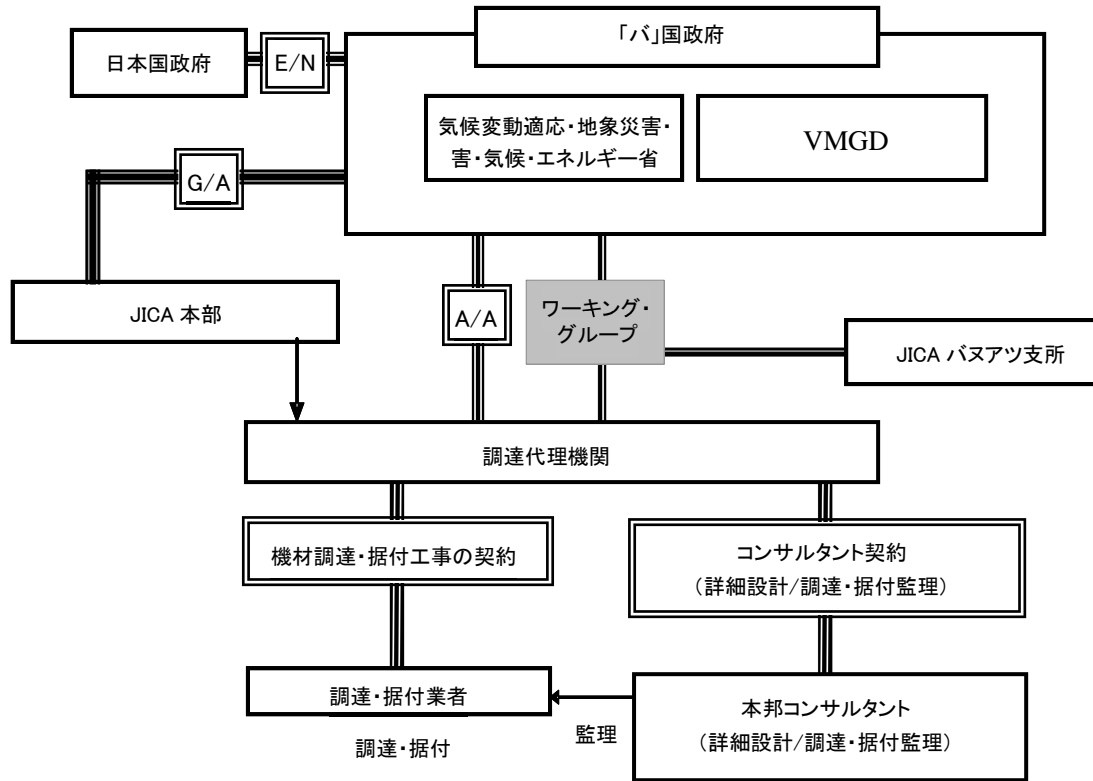 「バ」国政府
日本国政府
E/N
気候変動適応・地象災害・
害・気候・エネルギー省
VMGD
G/A
JICA 本部
A/A
ワーキング・
グループ
JICA バヌアツ支所
調達代理機関
機材調達・据付工事の契約
コンサルタント契約
（詳細設計/調達・据付監理）
調達・据付業者
監理
調達・据付
本邦コンサルタント
（詳細設計/調達・据付監理）